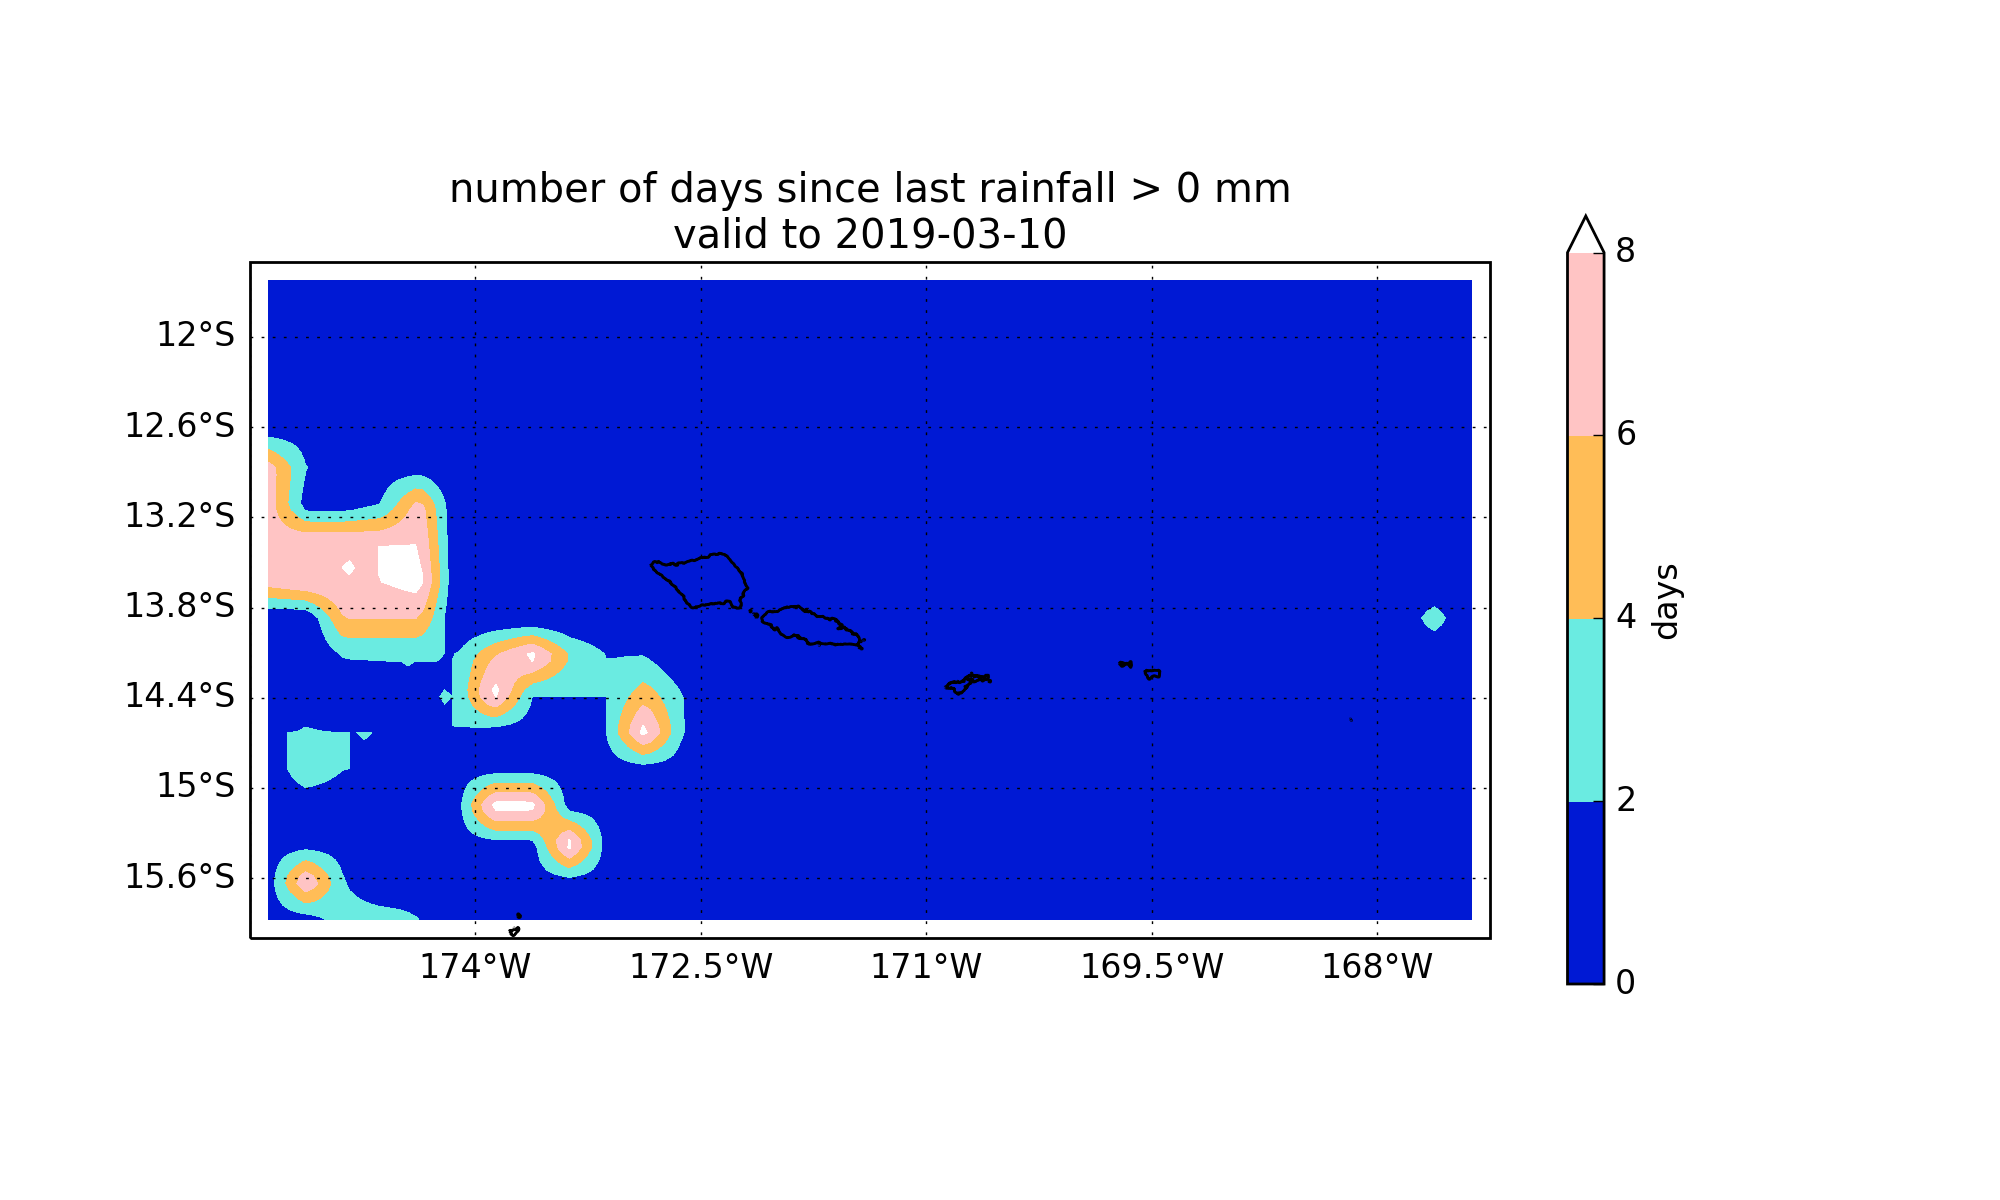 number of days since last rainfall > 0 mm
valid to 2019-03-10
12°S
12.6°S
13.2°S
13.8°S
14.4°S
15°S
15.6°S
174°W
172.5°W
171°W
169.5°W
168°W
8
6
4
2
0
days